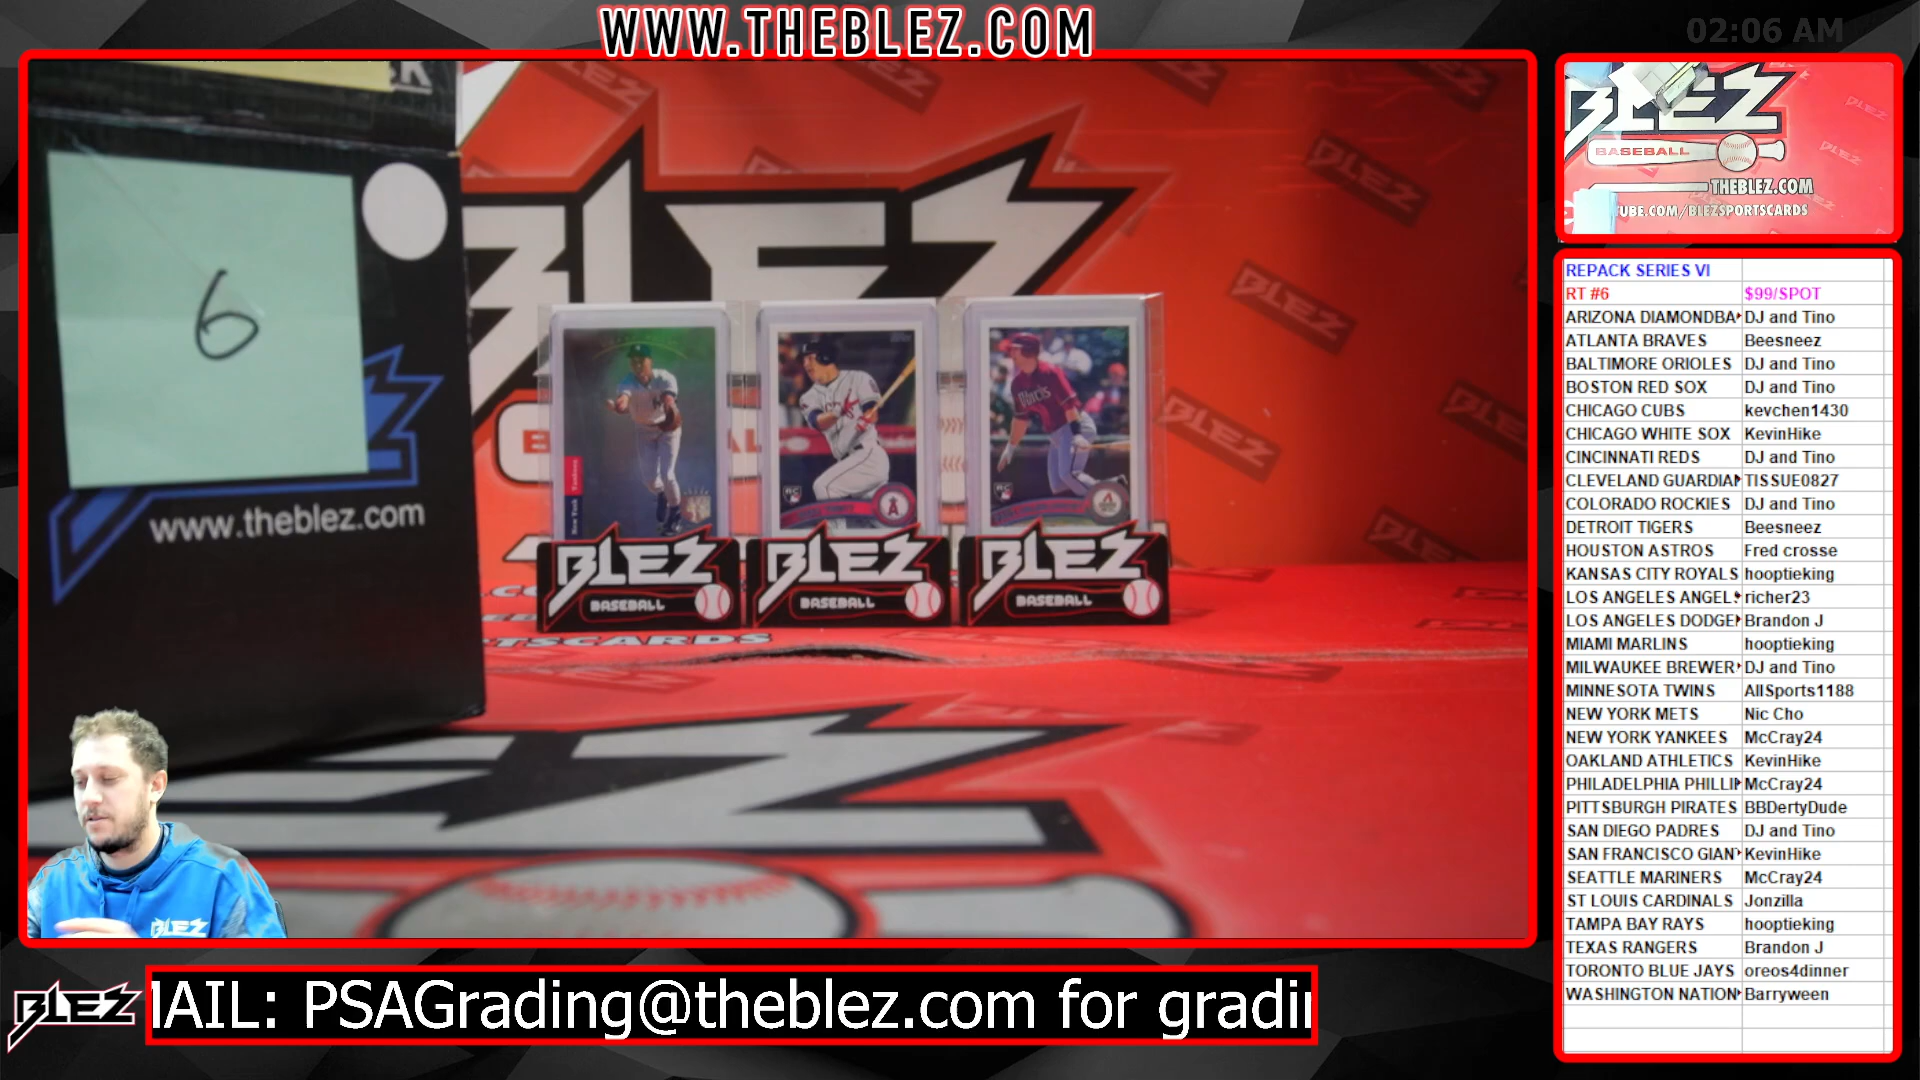 WWW.THEBLEZ.COM
02:06 AM
6
www.theblez.com
BLEZ
BLEZ
BASEBALL
BLEZ
BASEBALL
BLEZ
BASEBALL
BLEZ
BLEZ
BASEBALL
THEBLEZ.COM
TUBE.COM/BLEZSPORTSCARDS
REPACK SERIES VI
RT #6 $99/SPOT
ARIZONA DIAMONDBA DJ and Tino
ATLANTA BRAVES Beesneez
BALTIMORE ORIOLES DJ and Tino
BOSTON RED SOX DJ and Tino
CHICAGO CUBS kevchen1430
CHICAGO WHITE SOX KevinHike
CINCINNATI REDS DJ and Tino
CLEVELAND GUARDIAN TISSUE0827
COLORADO ROCKIES DJ and Tino
DETROIT TIGERS Beesneez
HOUSTON ASTROS Fred crosse
KANSAS CITY ROYALS hooptieking
LOS ANGELES ANGELS richer23
LOS ANGELES DODGE Brandon J
MIAMI MARLINS hooptieking
MILWAUKEE BREWER DJ and Tino
MINNESOTA TWINS AllSports1188
NEW YORK METS Nic Cho
NEW YORK YANKEES McCray24
OAKLAND ATHLETICS KevinHike
PHILADELPHIA PHILLI McCray24
PITTSBURGH PIRATES BBDertyDude
SAN DIEGO PADRES DJ and Tino
SAN FRANCISCO GIAN KevinHike
SEATTLE MARINERS McCray24
ST LOUIS CARDINALS Jonzilla
TAMPA BAY RAYS hooptieking
TEXAS RANGERS Brandon J
TORONTO BLUE JAYS oreos4dinner
WASHINGTON NATION Barryween
BLEZ
MAIL: PSAGrading@theblez.com for gradin